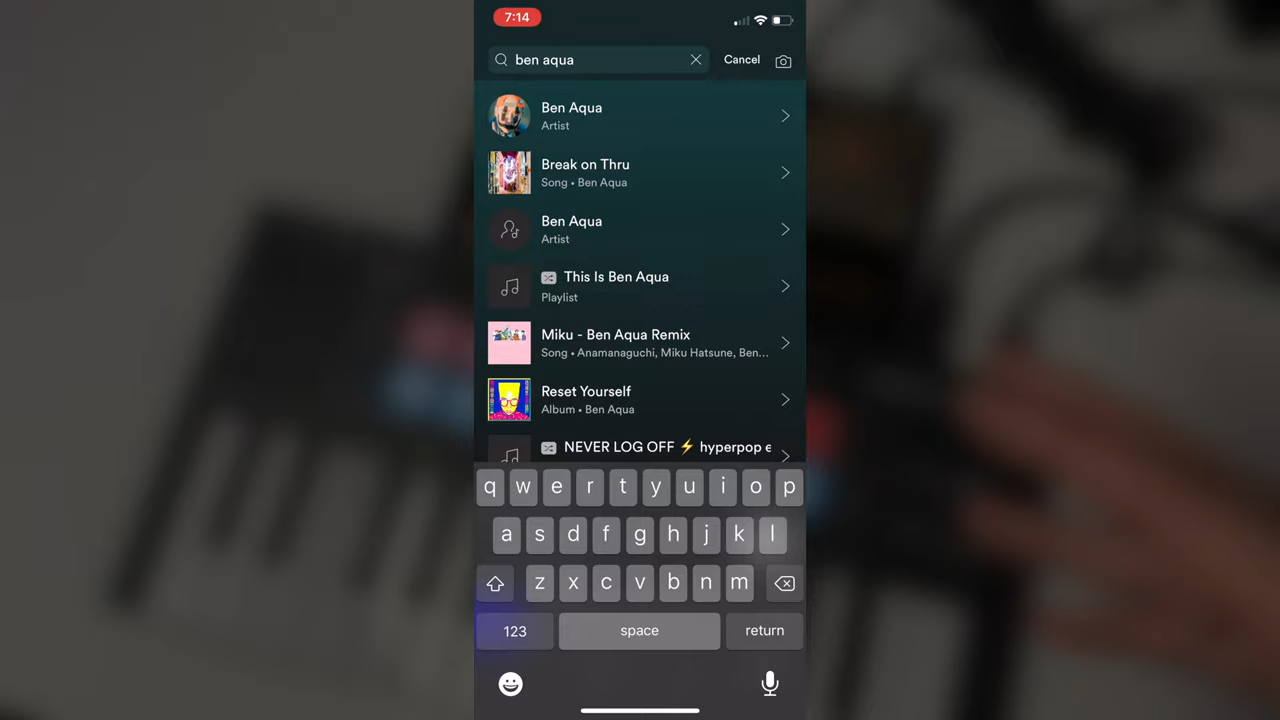 7:14
ben aqua
Cancel
Ben Aqua
Artist
Break on Thru
Song • Ben Aqua
Ben Aqua
Artist
This Is Ben Aqua
Playlist
Miku - Ben Aqua Remix
Song • Anamanaguchi, Miku Hatsune, Ben...
Reset Yourself
Album • Ben Aqua
NEVER LOG OFF ⚡ hyperpop e
q w e r t y u i o p
a s d f g h j k l
z x c v b n m
123 space return